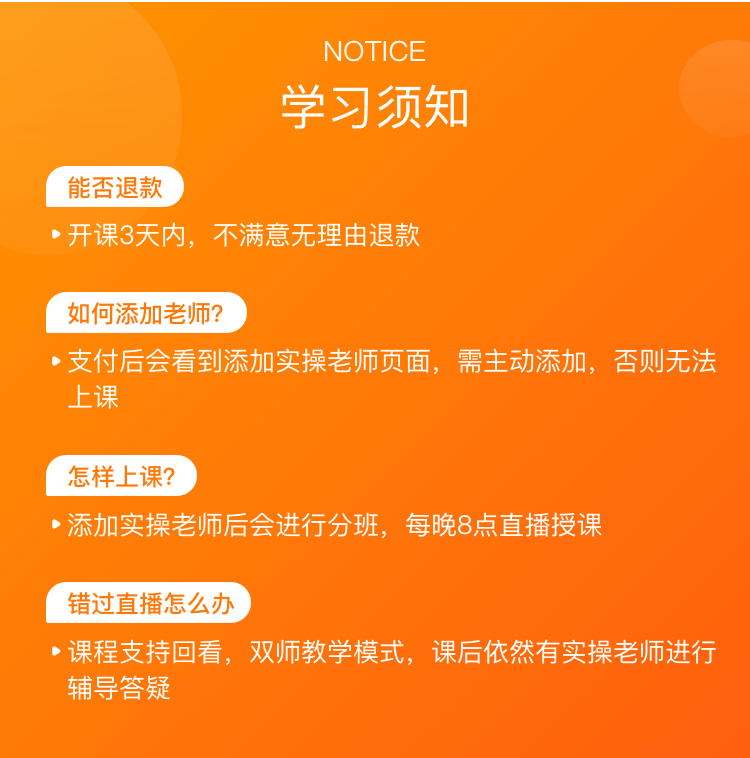 NOTICE
学习须知
能否退款
开课3天内，不满意无理由退款
如何添加老师?
支付后会看到添加实操老师页面，需主动添加，否则无法
上课
怎样上课?
添加实操老师后会进行分班，每晚8点直播授课
错过直播怎么办
课程支持回看，双师教学模式，课后依然有实操老师进行
辅导答疑